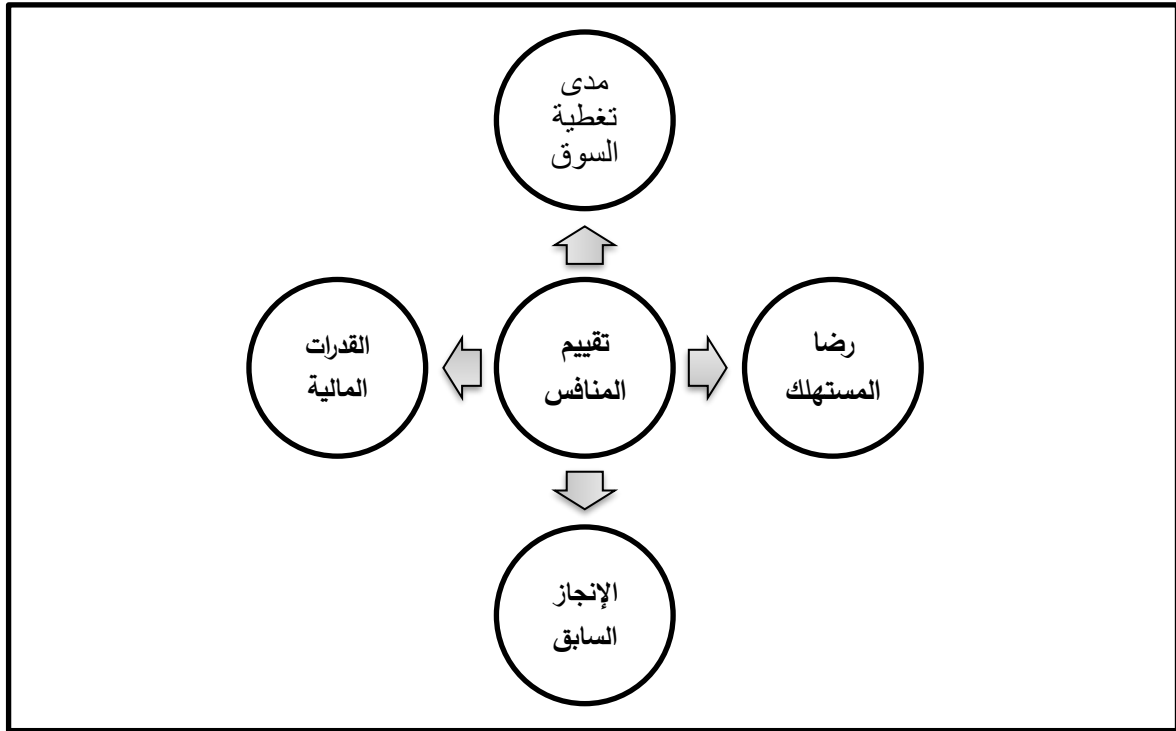 مدى
تغطية
السوق
رضا
المستهلك
تقييم
المنافس
القدرات
المالية
الإنجاز
السابق